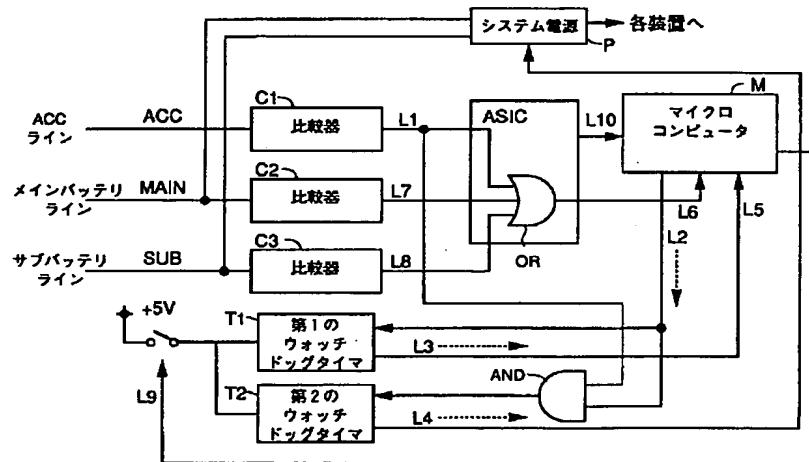 システム電源
P
各装置へ
M
ACC
ライン
ACC
C1
比較器
L1
ASIC
L10
マイクロ
コンピュータ
メインバッテリ
ライン
MAIN
C2
比較器
L7
L6
L5
L2
サブバッテリ
ライン
SUB
C3
比較器
L8
OR
+5V
T1
第1の
ウォッチ
ドッグタイマ
L3
AND
L9
T2
第2の
ウォッチ
ドッグタイマ
L4